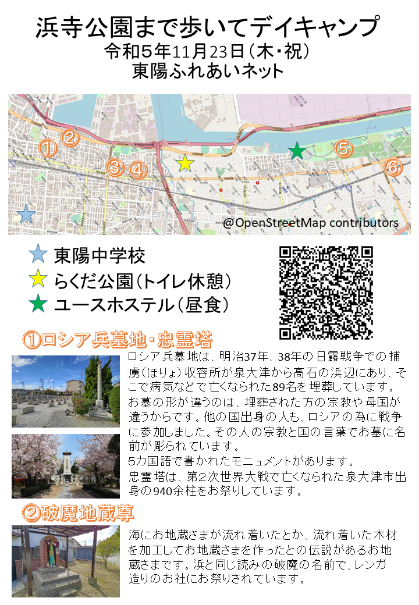 浜寺公園まで歩いてデイキャンプ
令和5年11月23日(木・祝)
東陽ふれあいネット
① ② ③・④ ⑤ ⑥
@OpenStreetMap contributors
東陽中学校
らくだ公園(トイレ休憩)
ユースホステル(昼食)
①ロシア兵墓地・忠霊塔
ロシア兵墓地は、明治37年、38年の日露戦争での捕
虜(ほりょ)収容所が泉大津から高石の浜辺にあり、そ
こで病気などで亡くなられた89名を埋葬しています。
お墓の形が違うのは、埋葬された方の宗教や母国が
違うからです。他の国出身の人も、ロシアの為に戦争
に参加しました。その人の宗教と国の言葉でお墓に名
前が彫られています。
5カ国語で書かれたモニュメントがあります。
忠霊塔は、第2次世界大戦で亡くなられた泉大津市出
身の940余柱をお祭りしています。
②破魔地蔵尊
海にお地蔵さまが流れ着いたとか、流れ着いた木材
を加工してお地蔵さまを作ったとの伝説があるお地
蔵さまです。浜と同じ読みの破魔の名前で、レンガ
造りのお社にお祭りされています。